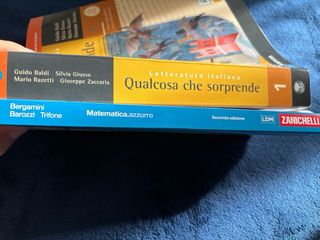 Guido Baldi   Silvia Giusso
Mario Razetti   Giuseppe Zaccaria
Letteratura italiana
Qualcosa che sorprende
1
Bergamini
Barozzi   Trifone
Matematica.azzurro
Seconda edizione
LDM
ZANICHELLI